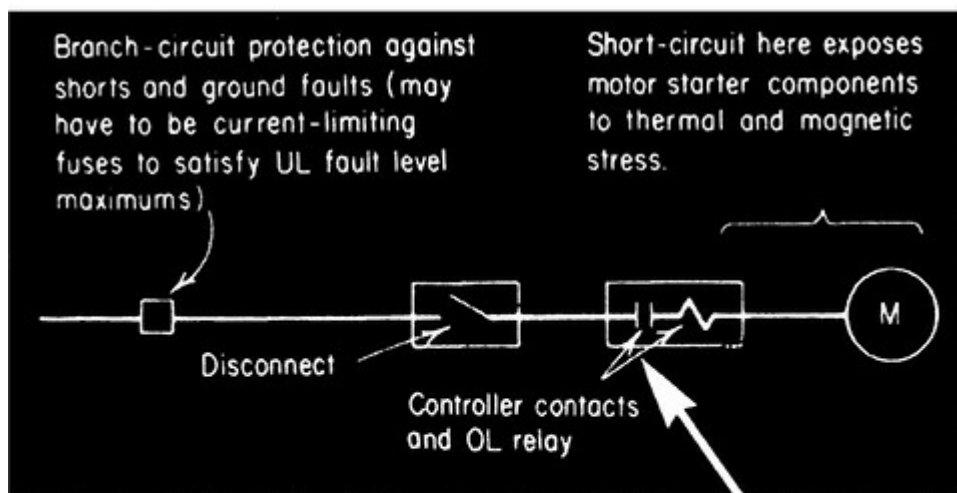 Branch-circuit protection against
shorts and ground faults (may
have to be current-limiting
fuses to satisfy UL fault level
maximums)
Short-circuit here exposes
motor starter components
to thermal and magnetic
stress.
M
Disconnect
Controller contacts
and OL relay